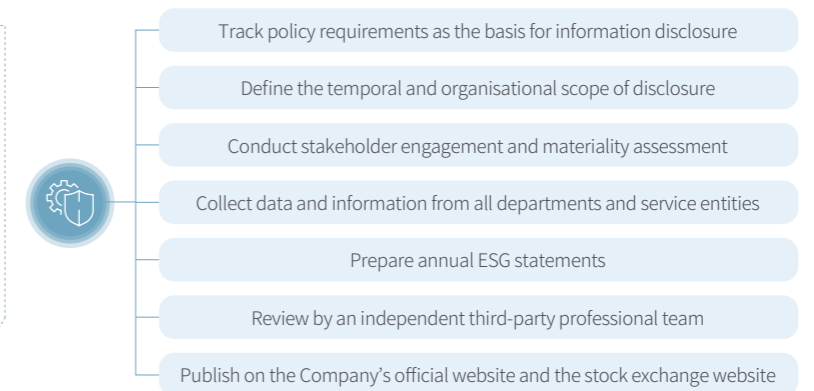 Track policy requirements as the basis for information disclosure
Define the temporal and organisational scope of disclosure
Conduct stakeholder engagement and materiality assessment
Collect data and information from all departments and service entities
Prepare annual ESG statements
Review by an independent third-party professional team
Publish on the Company’s official website and the stock exchange website